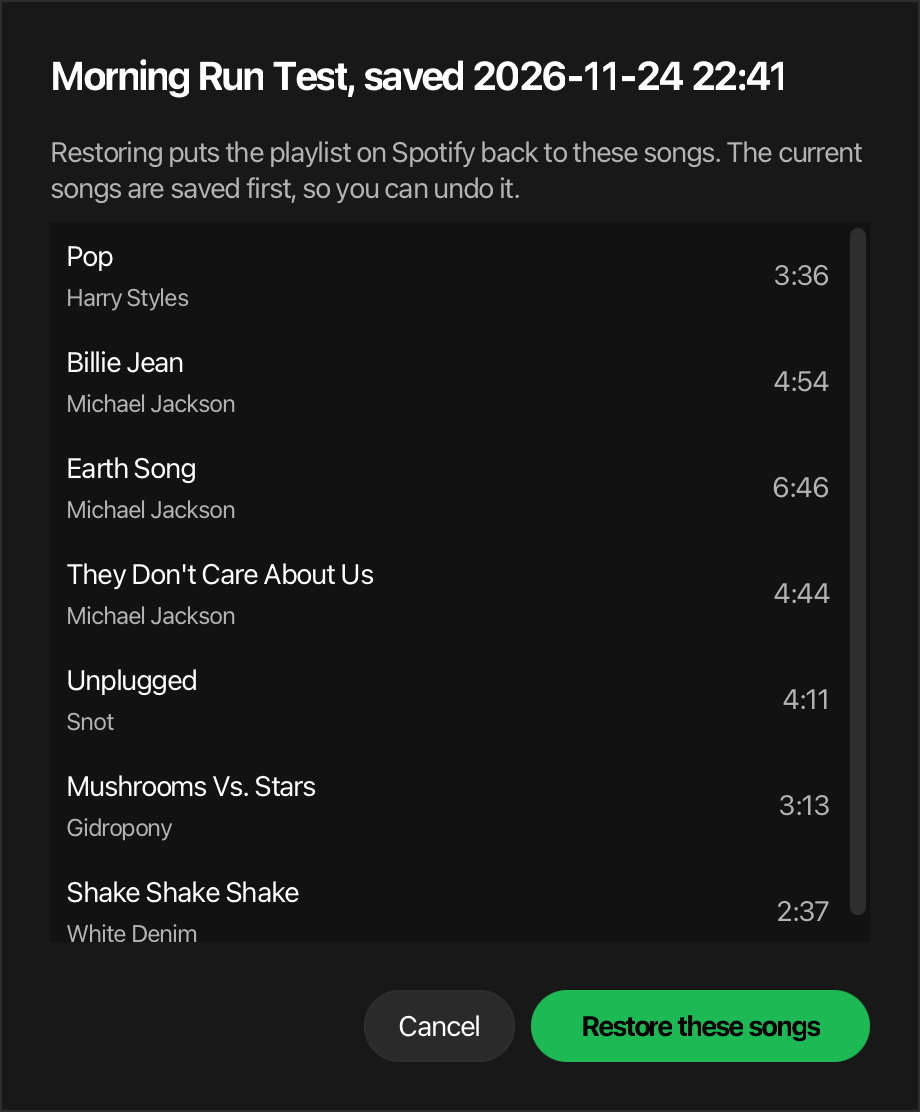 Morning Run Test, saved 2026-11-24 22:41
Restoring puts the playlist on Spotify back to these songs. The current
songs are saved first, so you can undo it.
Pop
Harry Styles
3:36
Billie Jean
Michael Jackson
4:54
Earth Song
Michael Jackson
6:46
They Don't Care About Us
Michael Jackson
4:44
Unplugged
Snot
4:11
Mushrooms Vs. Stars
Gidropony
3:13
Shake Shake Shake
White Denim
2:37
Cancel
Restore these songs